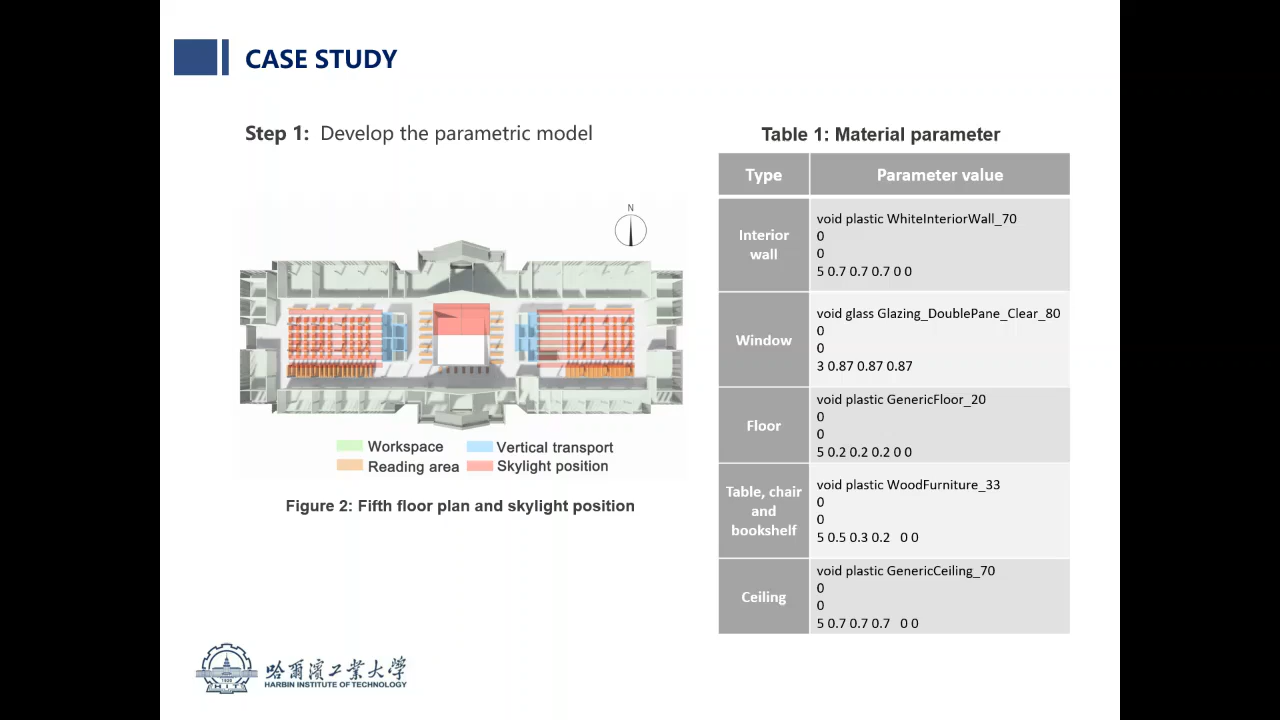 CASE STUDY
Step 1: Develop the parametric model
N
Workspace
Vertical transport
Reading area
Skylight position
Figure 2: Fifth floor plan and skylight position
Table 1: Material parameter
Type
Parameter value
Interior
wall
void plastic WhiteInteriorWall_70
0
0
5 0.7 0.7 0.7 0 0
Window
void glass Glazing_DoublePane_Clear_80
0
0
3 0.87 0.87 0.87
Floor
void plastic GenericFloor_20
0
0
5 0.2 0.2 0.2 0 0
Table, chair
and
bookshelf
void plastic WoodFurniture_33
0
0
5 0.5 0.3 0.2 0 0
Ceiling
void plastic GenericCeiling_70
0
0
5 0.7 0.7 0.7 0 0
1920
HIT
哈爾濱工業大學
HARBIN INSTITUTE OF TECHNOLOGY